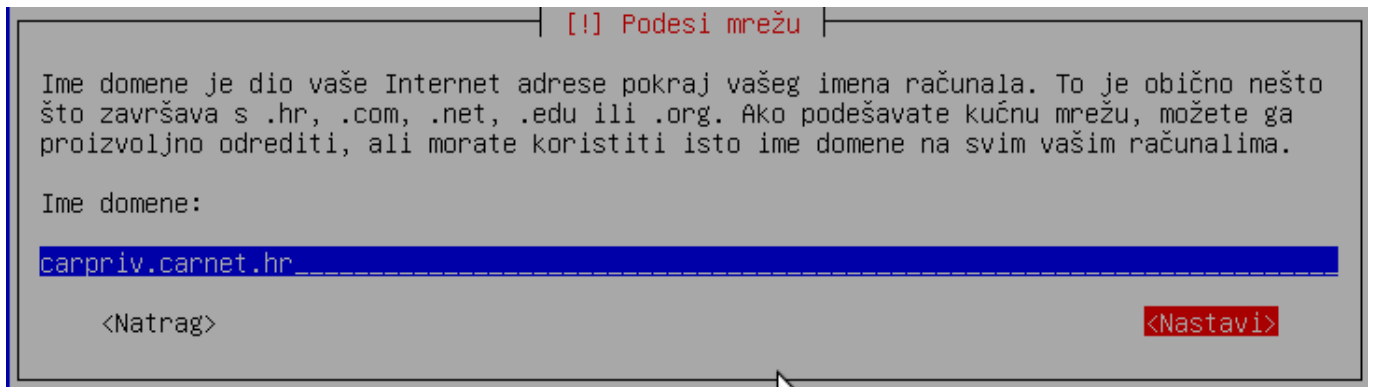 [!] Podesi mrežu
Ime domene je dio vaše Internet adrese pokraj vašeg imena računala. To je obično nešto
što završava s .hr, .com, .net, .edu ili .org. Ako podešavate kućnu mrežu, možete ga
proizvoljno odrediti, ali morate koristiti isto ime domene na svim vašim računalima.
Ime domene:
carpriv.carnet.hr
<Natrag> <Nastavi>